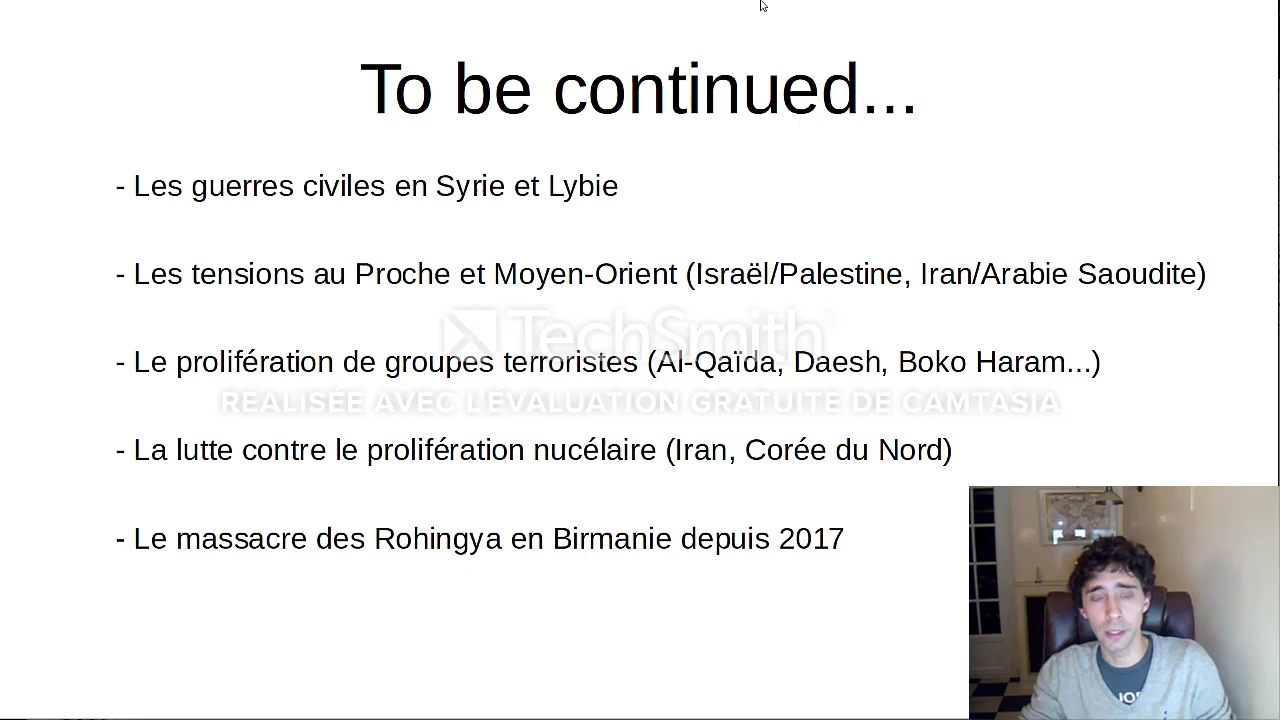 To be continued...
- Les guerres civiles en Syrie et Lybie
- Les tensions au Proche et Moyen-Orient (Israël/Palestine, Iran/Arabie Saoudite)
TechSmith
- Le prolifération de groupes terroristes (Al-Qaïda, Daesh, Boko Haram...)
RÉALISÉE AVEC L'ÉVALUATION GRATUITE DE CAMTASIA
- La lutte contre le prolifération nucélaire (Iran, Corée du Nord)
- Le massacre des Rohingya en Birmanie depuis 2017